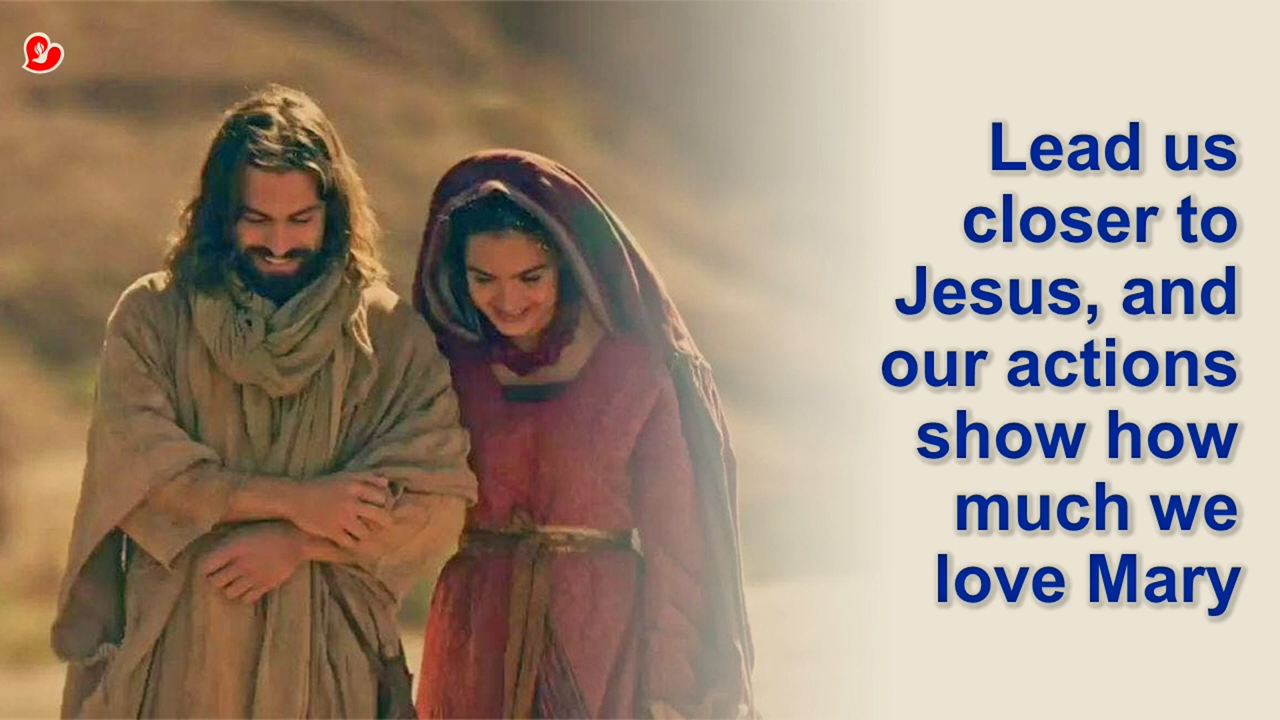 Lead us
closer to
Jesus, and
our actions
show how
much we
love Mary